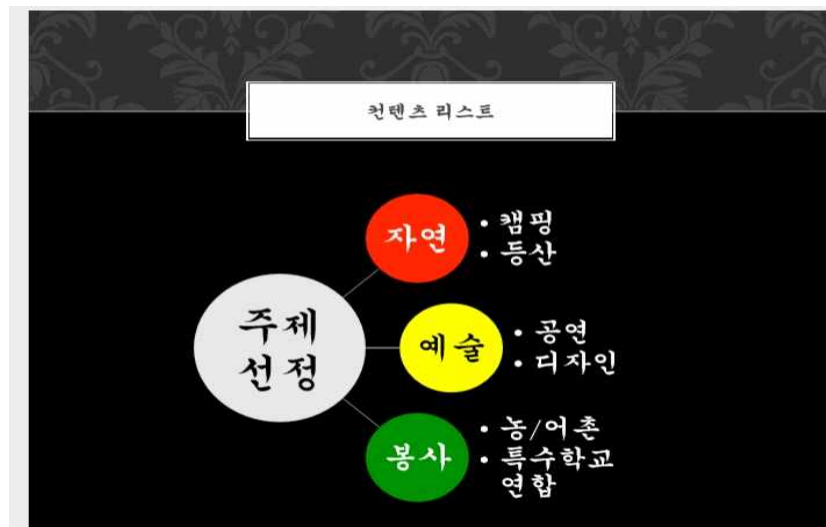 컨텐츠 리스트
자연
• 캠핑
• 등산
주제
선정
예술
• 공연
• 디자인
봉사
• 농/어촌
• 특수학교
연합